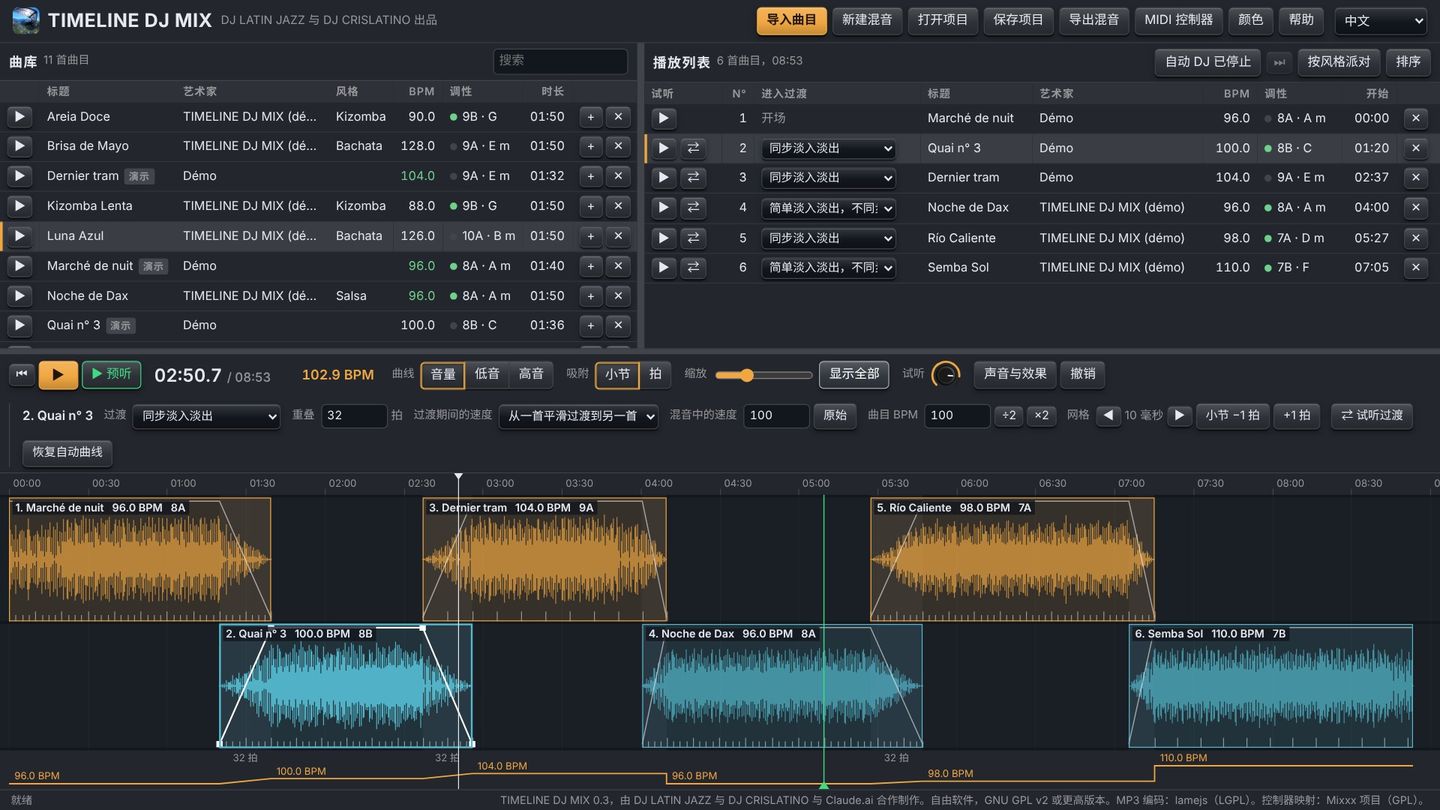 TIMELINE DJ MIX DJ LATIN JAZZ 与 DJ CRISLATINO 出品 导入曲目 新建混音 打开项目 保存项目 导出混音 MIDI 控制器 颜色 帮助 中文
曲库 11 首曲目 搜索
标题 艺术家 风格 BPM 调性 时长
Areia Doce TIMELINE DJ MIX (dé... Kizomba 90.0 9B · G 01:50 + ✕
Brisa de Mayo TIMELINE DJ MIX (dé... Bachata 128.0 9A · E m 01:50 + ✕
Dernier tram 演示 Démo 104.0 9A · E m 01:32 + ✕
Kizomba Lenta TIMELINE DJ MIX (dé... Kizomba 88.0 9B · G 01:50 + ✕
Luna Azul TIMELINE DJ MIX (dé... Bachata 126.0 10A · B m 01:50 + ✕
Marché de nuit 演示 Démo 96.0 8A · A m 01:40 + ✕
Noche de Dax TIMELINE DJ MIX (dé... Salsa 96.0 8A · A m 01:50 + ✕
Quai n° 3 演示 Démo 100.0 8B · C 01:36 + ✕
播放列表 6 首曲目，08:53 自动 DJ 已停止 按风格派对 排序
试听 N° 进入过渡 标题 艺术家 BPM 调性 开始
1 开场 Marché de nuit Démo 96.0 8A · A m 00:00 ✕
2 同步淡入淡出 Quai n° 3 Démo 100.0 8B · C 01:20 ✕
3 同步淡入淡出 Dernier tram Démo 104.0 9A · E m 02:37 ✕
4 简单淡入淡出，不同 Noche de Dax TIMELINE DJ MIX (démo) 96.0 8A · A m 04:00 ✕
5 同步淡入淡出 Río Caliente TIMELINE DJ MIX (démo) 98.0 7A · D m 05:27 ✕
6 简单淡入淡出，不同 Semba Sol TIMELINE DJ MIX (démo) 110.0 7B · F 07:05 ✕
预听 02:50.7 / 08:53 102.9 BPM 曲线 音量 低音 高音 吸附 小节 拍 缩放 显示全部 试听 声音与效果 撤销
2. Quai n° 3 过渡 同步淡入淡出 重叠 32 拍 过渡期间的速度 从一首平滑过渡到另一首 混音中的速度 100 原始 曲目 BPM 100 ÷2 ×2 网格 ◀ 10 毫秒 ▶ 小节 −1 拍 +1 拍 ⇄ 试听过渡
恢复自动曲线
00:00 00:30 01:00 01:30 02:00 02:30 03:00 03:30 04:00 04:30 05:00 05:30 06:00 06:30 07:00 07:30 08:00 08:30 0
1. Marché de nuit 96.0 BPM 8A 3. Dernier tram 104.0 BPM 9A 5. Río Caliente 98.0 BPM 7A
2. Quai n° 3 100.0 BPM 8B 4. Noche de Dax 96.0 BPM 8A 6. Semba Sol 110.0 BPM 7B
32 拍 32 拍 32 拍
96.0 BPM 100.0 BPM 104.0 BPM 96.0 BPM 98.0 BPM 110.0 BPM
就绪 TIMELINE DJ MIX 0.3，由 DJ LATIN JAZZ 与 DJ CRISLATINO 与 Claude.ai 合作制作。自由软件，GNU GPL v2 或更高版本。MP3 编码：lamejs（LGPL）。控制器映射：Mixxx 项目（GPL）。